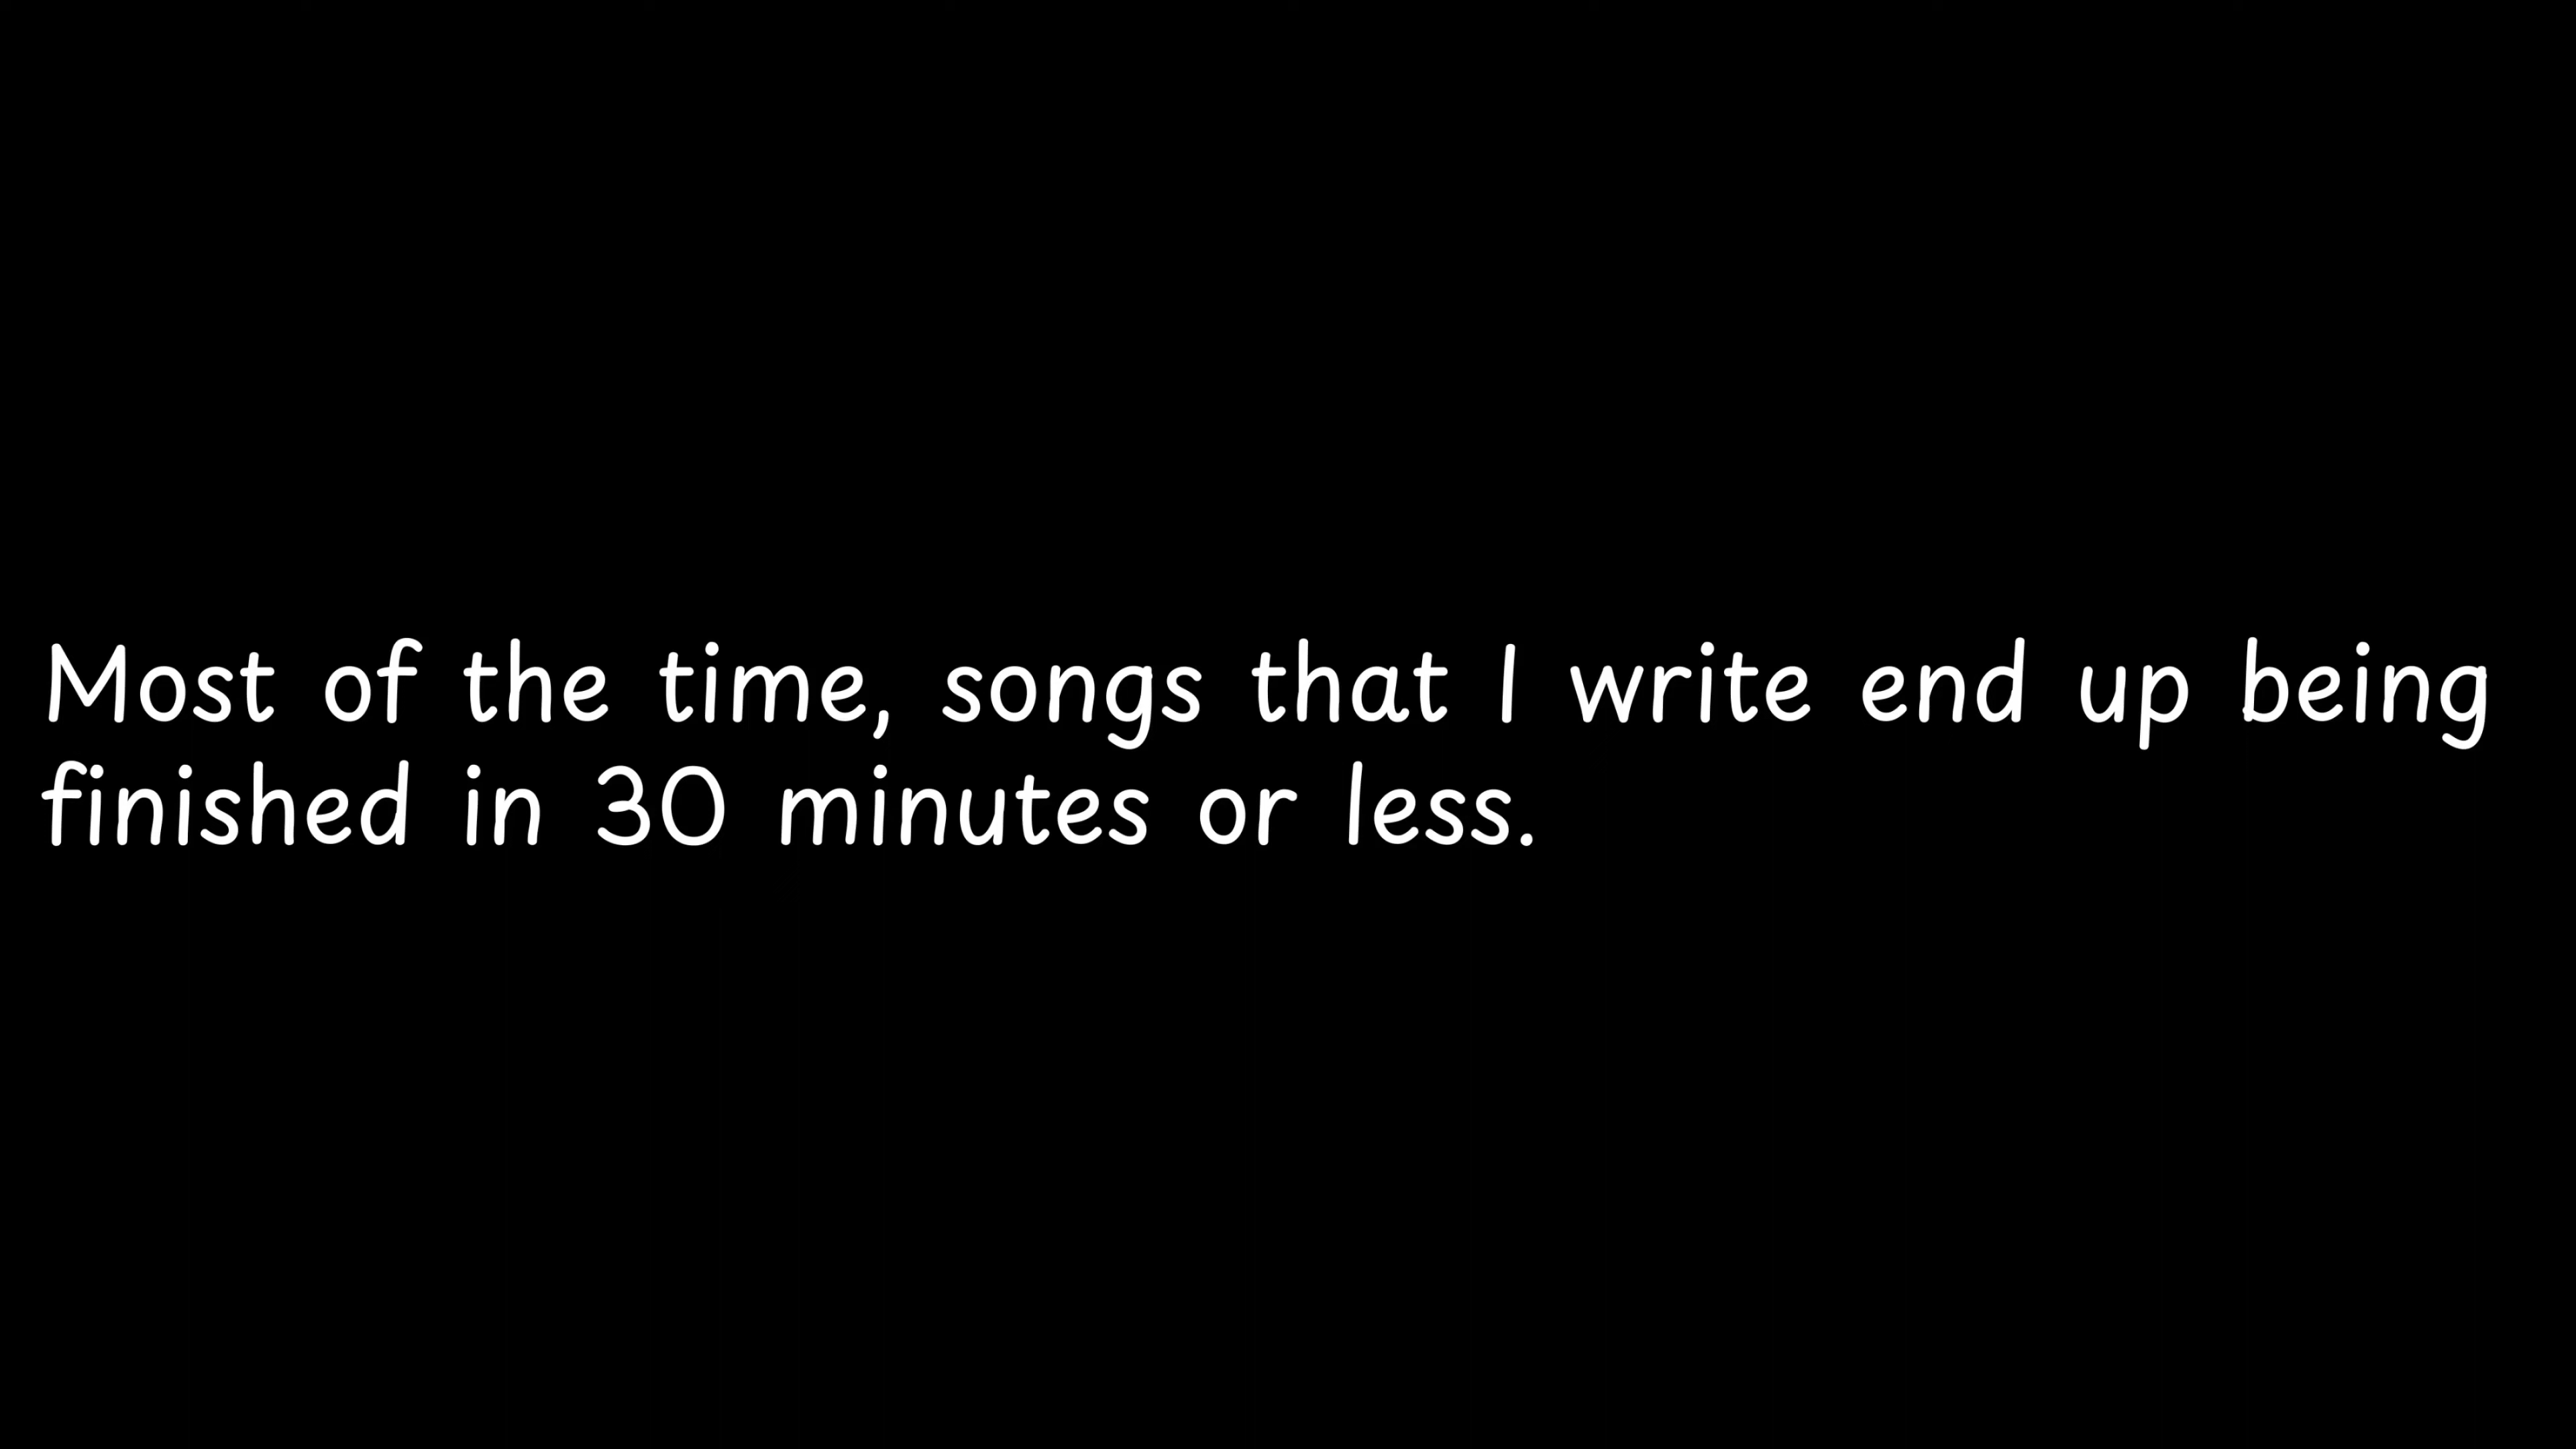 Most of the time, songs that I write end up being
finished in 30 minutes or less.